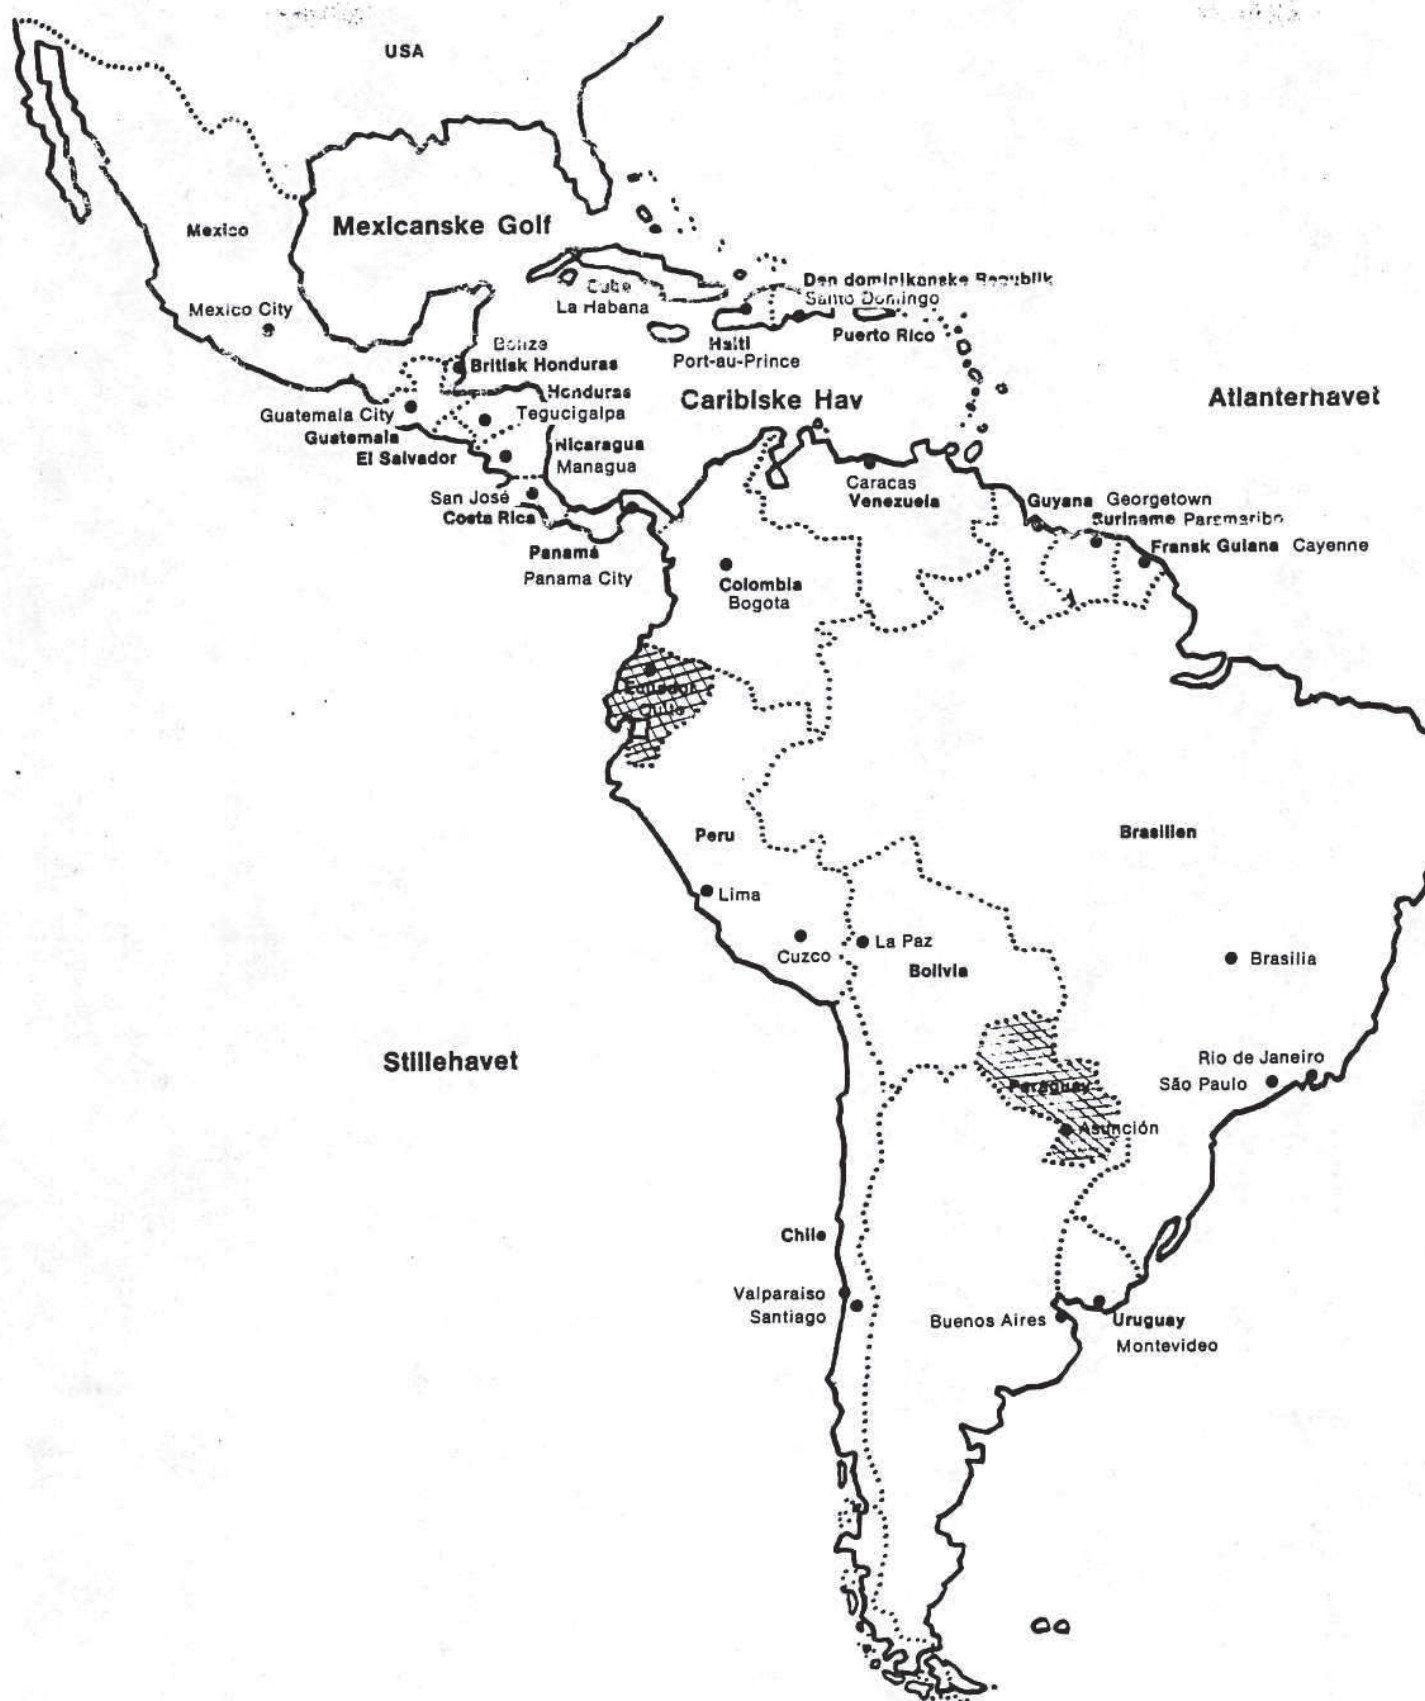 USA
Mexico
Mexicanske Golf
Mexico City
Cuba
La Habana
Den dominikanske Republik
Santo Domingo
Puerto Rico
Haiti
Port-au-Prince
Britisk Honduras
Honduras
Tegucigalpa
Guatemala City
Guatemala
El Salvador
Nicaragua
Managua
San José
Costa Rica
Panamá
Panama City
Caribiske Hav
Atlanterhavet
Caracas
Venezuela
Guyana Georgetown
Suriname Paramaribo
Fransk Guiana Cayenne
Colombia
Bogota
Ecuador
Quito
Peru
Brasilien
Lima
Cuzco
La Paz
Bolivia
Brasilia
Stillehavet
Rio de Janeiro
São Paulo
Paraguay
Asunción
Chile
Valparaiso
Santiago
Buenos Aires
Uruguay
Montevideo